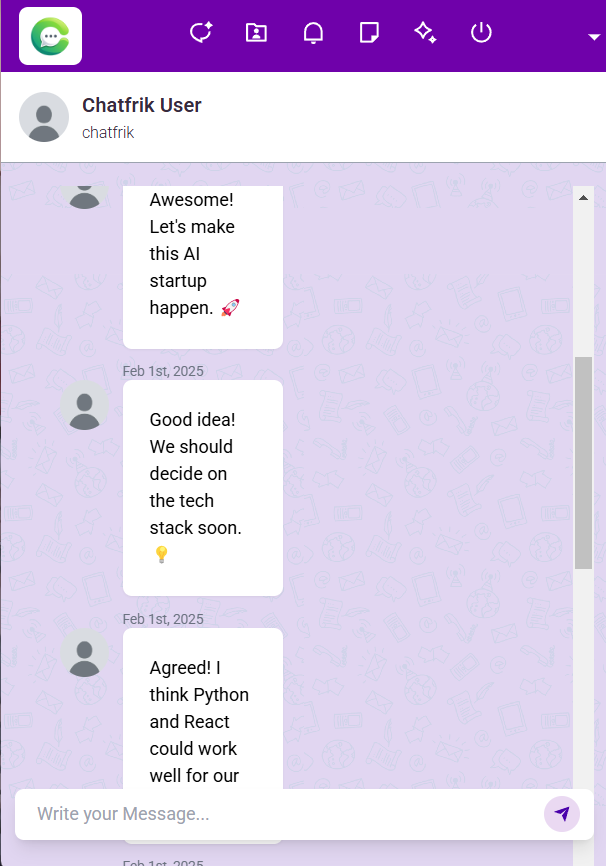 Chatfrik User
chatfrik
Awesome!
Let's make
this AI
startup
happen. 🚀
Feb 1st, 2025
Good idea!
We should
decide on
the tech
stack soon.
💡
Feb 1st, 2025
Agreed! I
think Python
and React
could work
well for our
Write your Message...
Feb 1st, 2025